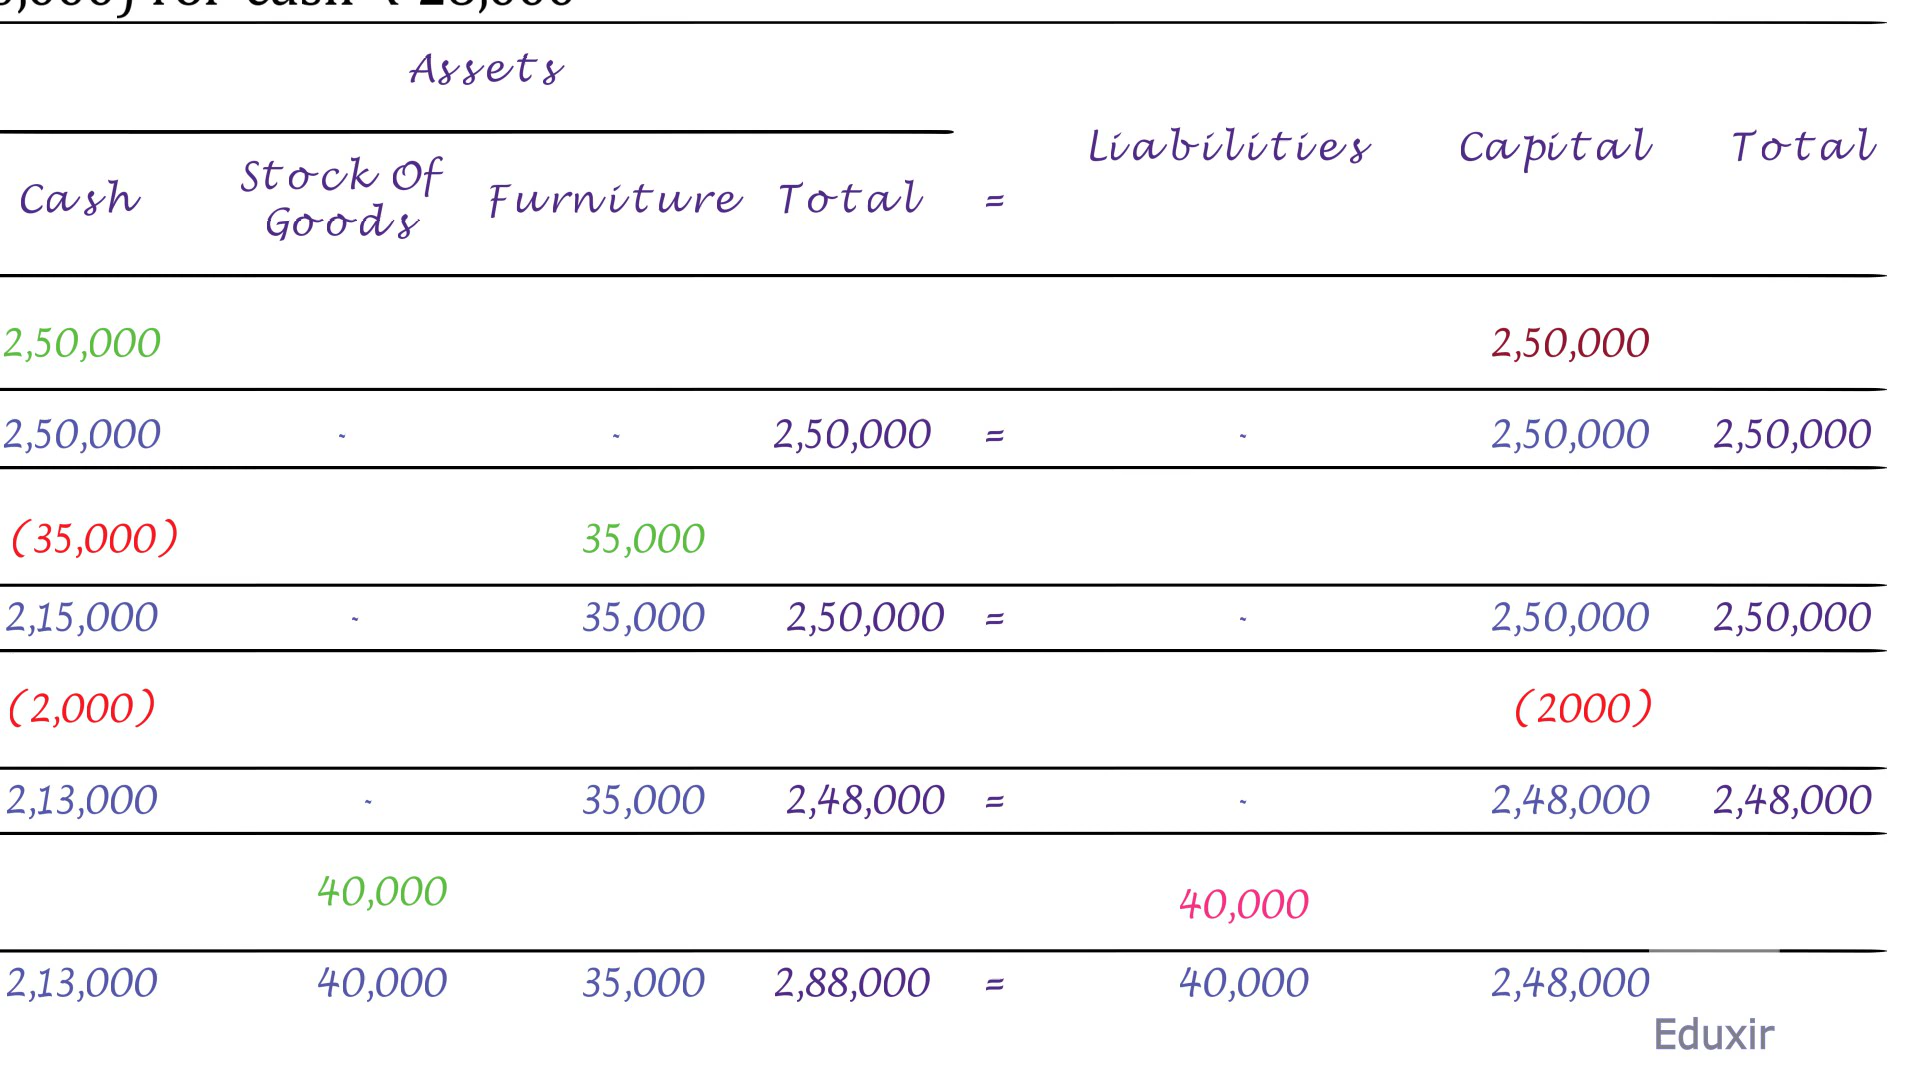 for cash ₹ 28,000
Assets
Liabilities Capital Total
Cash Stock Of Goods Furniture Total =
2,50,000 2,50,000
2,50,000 - - 2,50,000 = - 2,50,000 2,50,000
(35,000) 35,000
2,15,000 - 35,000 2,50,000 = - 2,50,000 2,50,000
(2,000) (2000)
2,13,000 - 35,000 2,48,000 = - 2,48,000 2,48,000
40,000 40,000
2,13,000 40,000 35,000 2,88,000 = 40,000 2,48,000
Eduxir